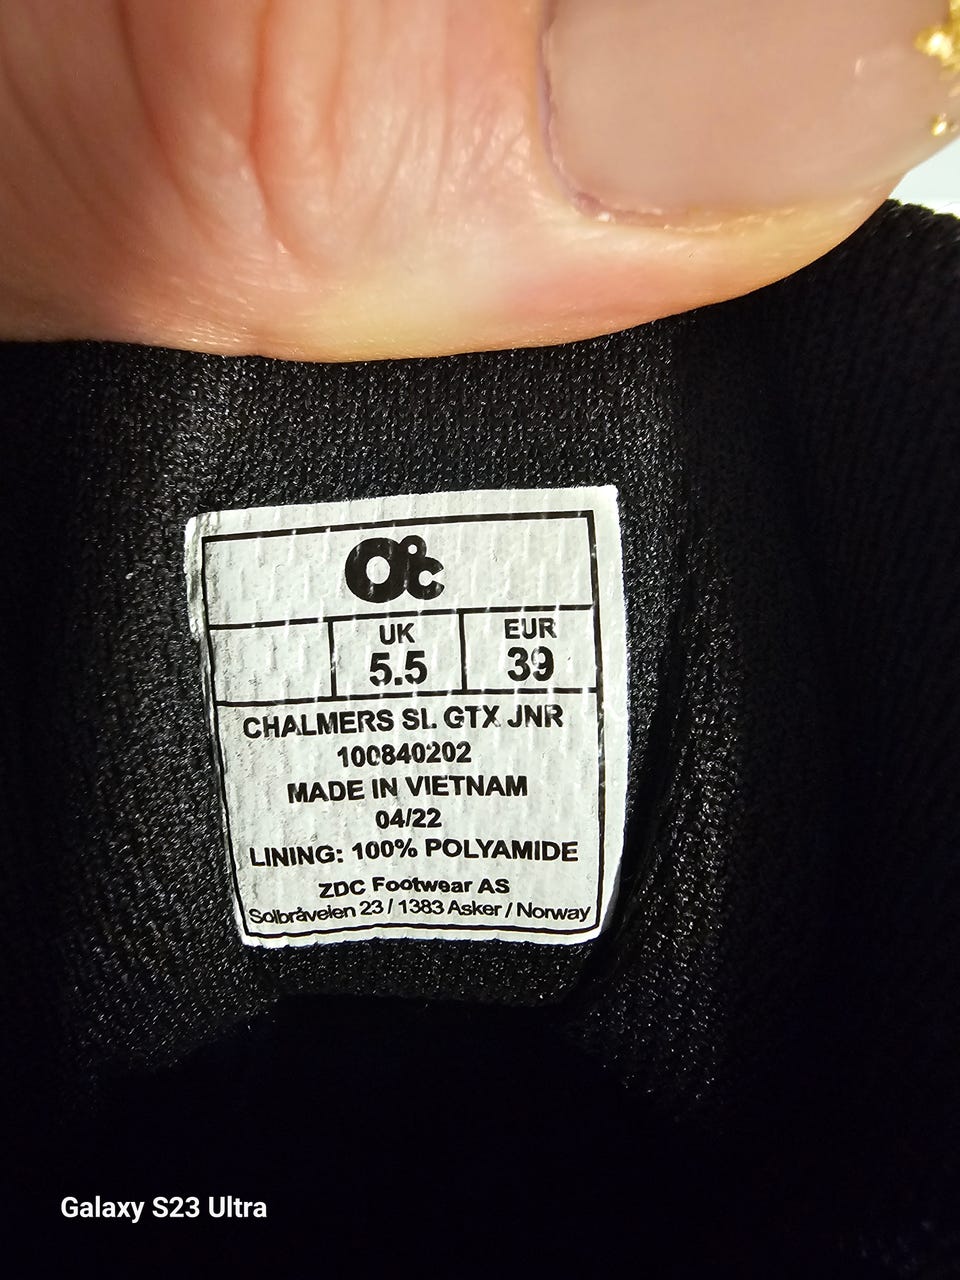 O°c
UK EUR
5.5 39
CHALMERS SL GTX JNR
100840202
MADE IN VIETNAM
04/22
LINING: 100% POLYAMIDE
ZDC Footwear AS
Solbråveien 23 / 1383 Asker / Norway
Galaxy S23 Ultra